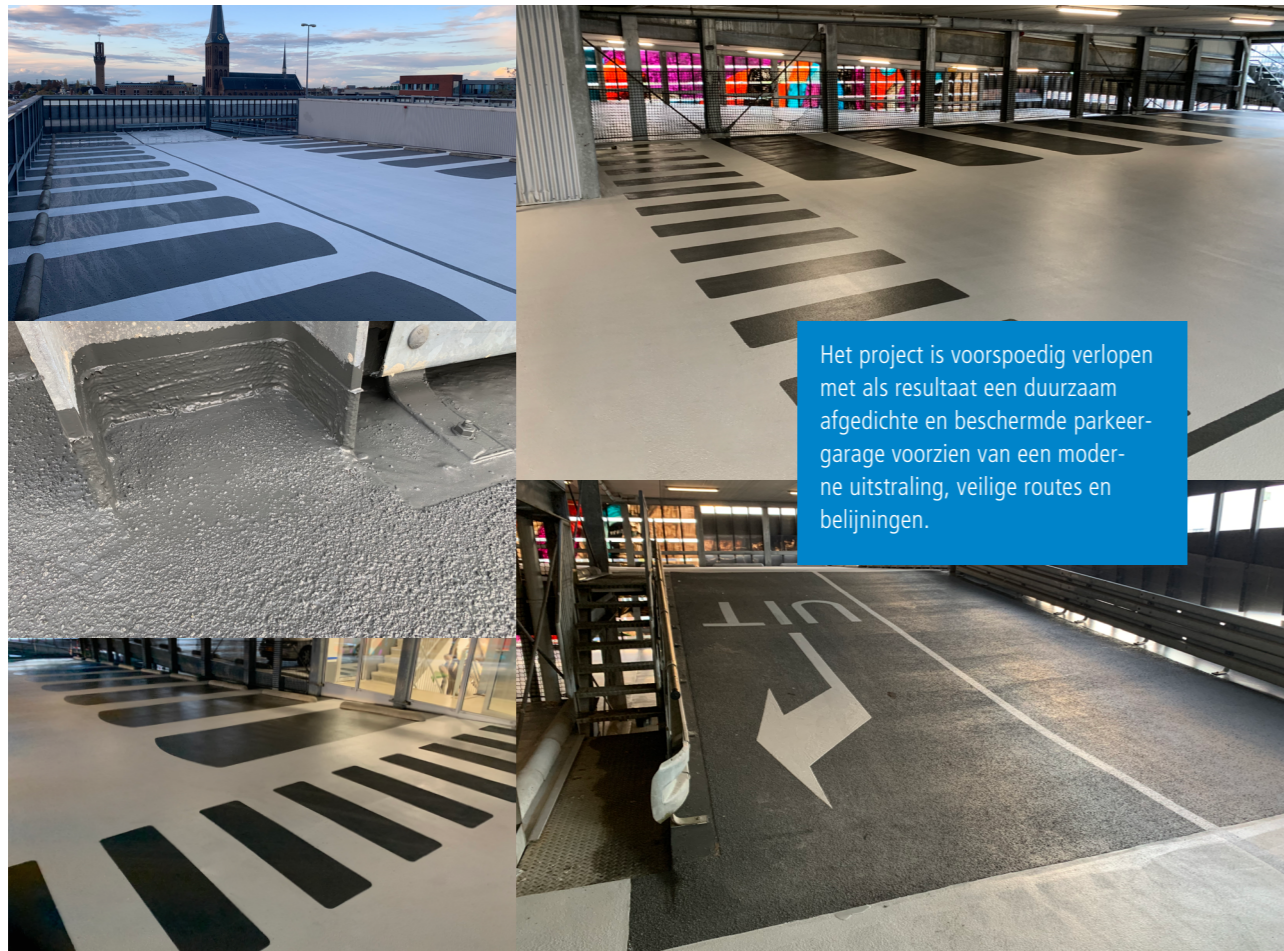 Het project is voorspoedig verlopen
met als resultaat een duurzaam
afgedichte en beschermde parkeer-
garage voorzien van een moder-
ne uitstraling, veilige routes en
belijningen.
UIT